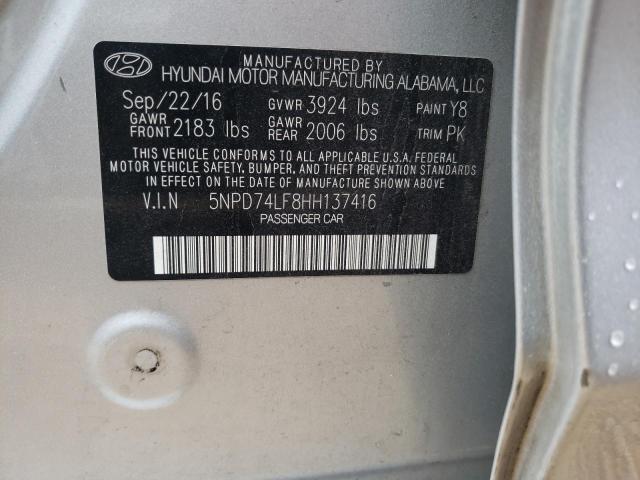 MANUFACTURED BY
HYUNDAI MOTOR MANUFACTURING ALABAMA, LLC
Sep/22/16 GVWR 3924 lbs PAINT Y8
GAWR FRONT 2183 lbs GAWR REAR 2006 lbs TRIM PK
THIS VEHICLE CONFORMS TO ALL APPLICABLE U.S.A. FEDERAL
MOTOR VEHICLE SAFETY, BUMPER, AND THEFT PREVENTION
STANDARDS IN EFFECT ON THE DATE OF MANUFACTURE SHOWN ABOVE
V.I.N 5NPD74LF8HH137416
PASSENGER CAR